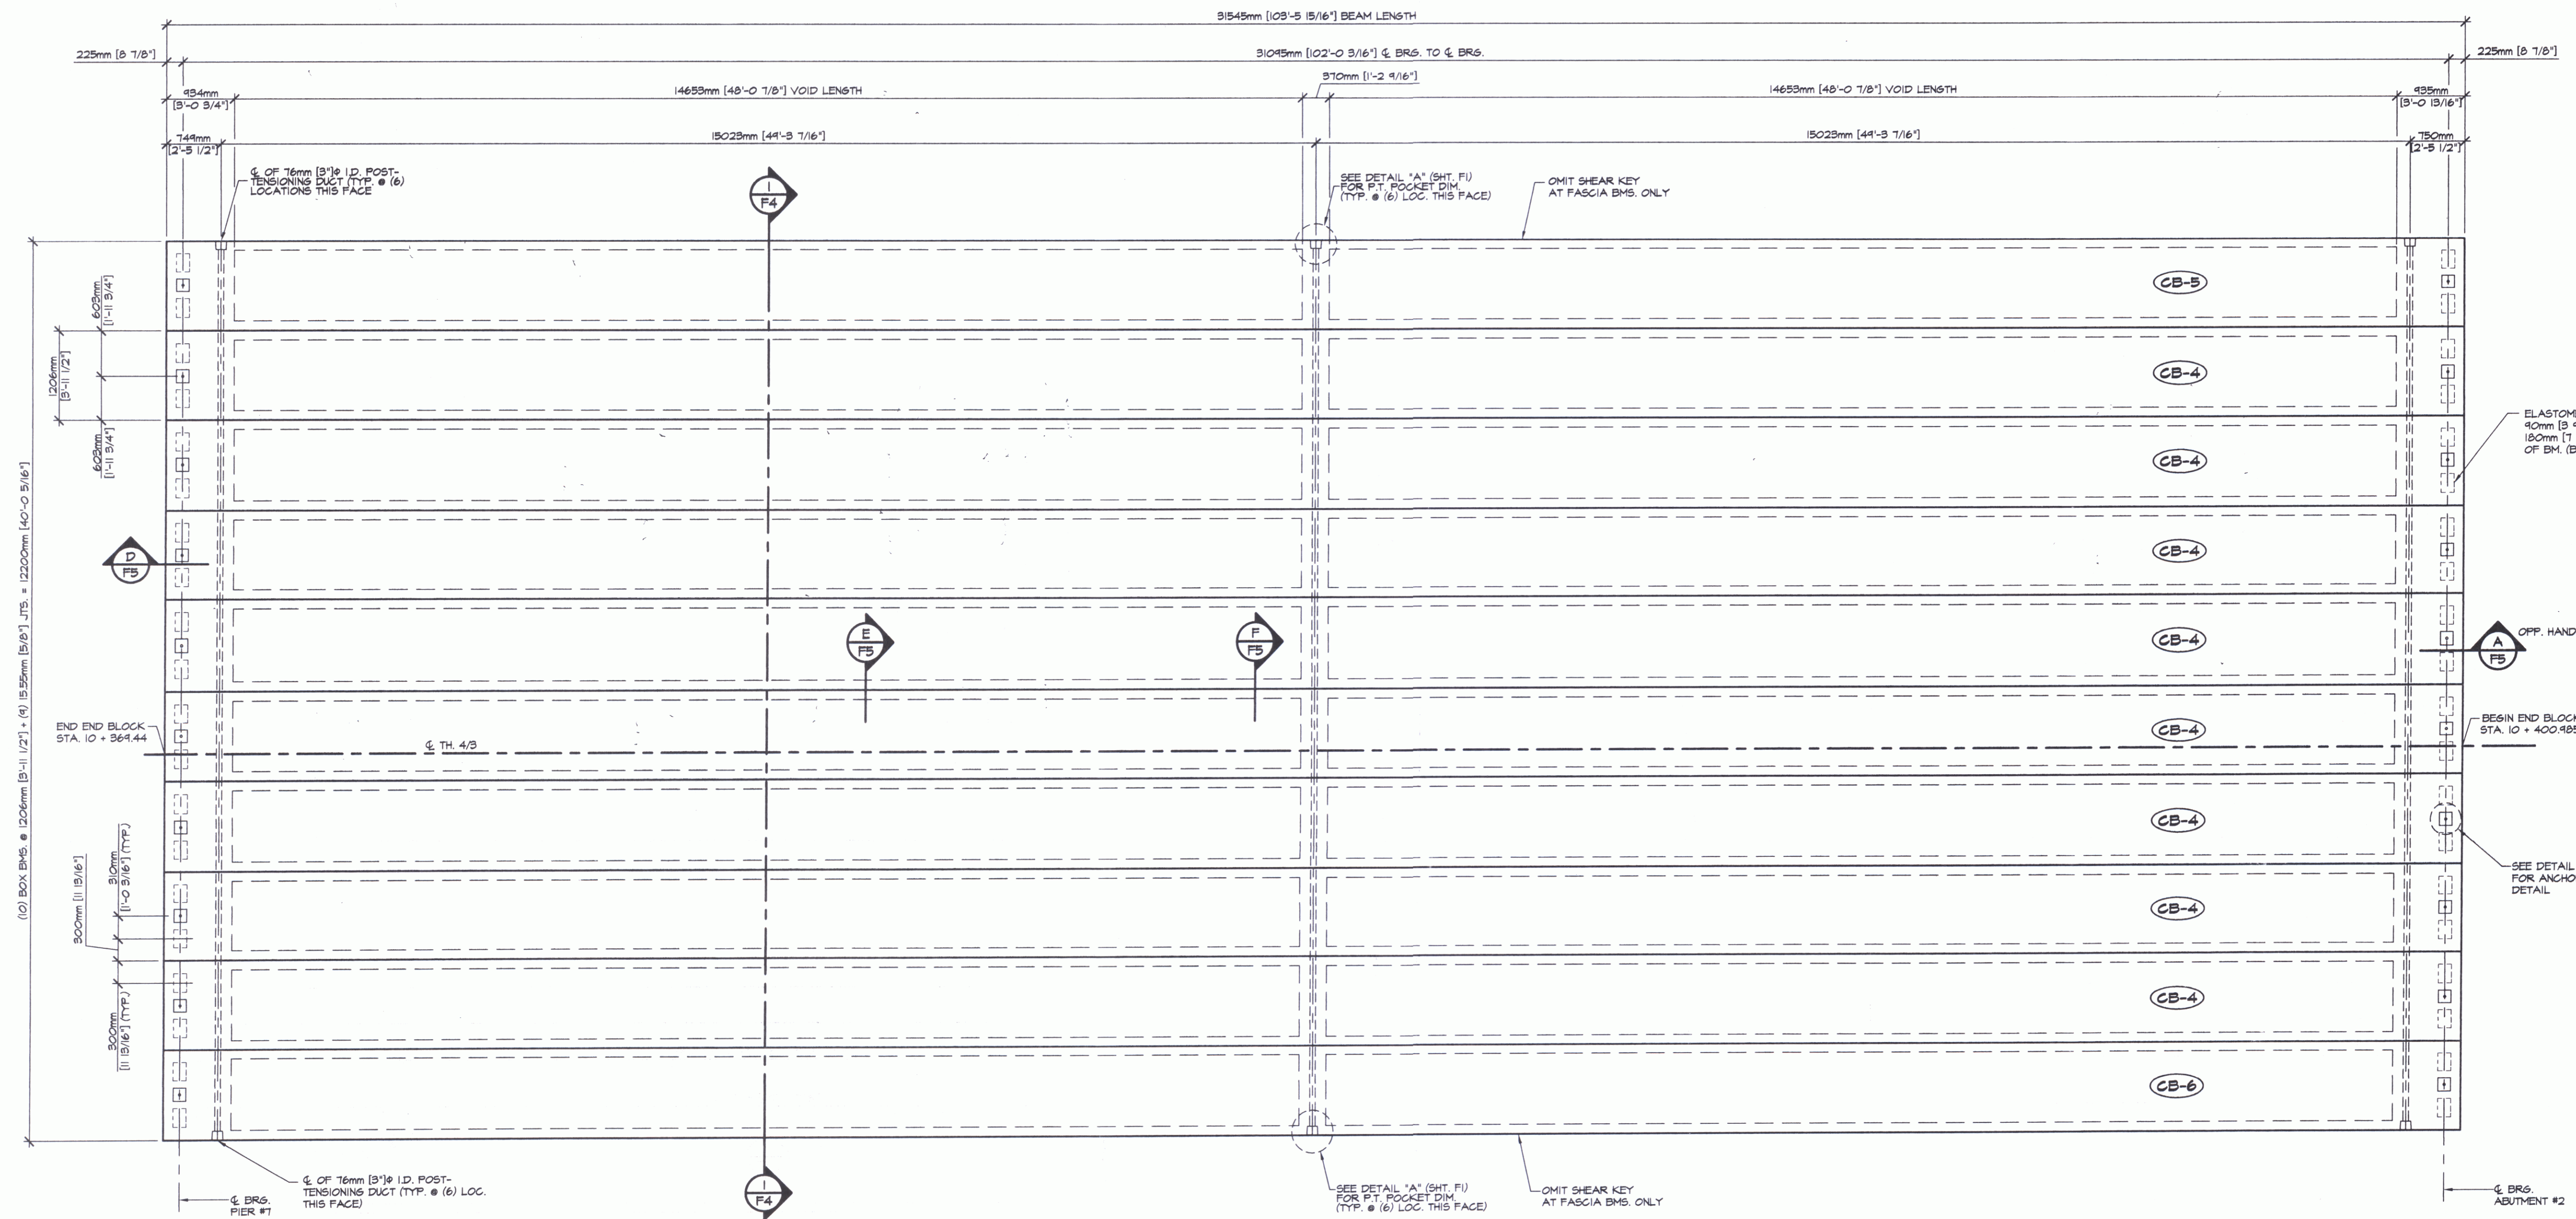 31545mm [103'-5 15/16"] BEAM LENGTH
225mm [8 7/8"]
31095mm [102'-0 3/16"] ℄ BRG. TO ℄ BRG.
225mm [8 7/8"]
370mm [1'-2 9/16"]
934mm
[3'-0 3/4"]
14653mm [48'-0 7/8"] VOID LENGTH
14653mm [48'-0 7/8"] VOID LENGTH
935mm
[3'-0 13/16"]
749mm
[2'-5 1/2"]
15023mm [49'-3 7/16"]
15023mm [49'-3 7/16"]
750mm
[2'-5 1/2"]
℄ OF 76mm [3"]ϕ I.D. POST-
TENSIONING DUCT (TYP. @ (6)
LOCATIONS THIS FACE
1
F4
SEE DETAIL "A" (SHT. F1)
FOR P.T. POCKET DIM.
(TYP. @ (6) LOC. THIS FACE)
OMIT SHEAR KEY
AT FASCIA BMS. ONLY
603mm
[1'-11 3/4"]
1206mm
[3'-11 1/2"]
603mm
[1'-11 3/4"]
(10) BOX BMS. @ 1206mm [3'-11 1/2"] + (9) 15.55mm [5/8"] JTS. = 12200mm [40'-0 5/16"]
CB-5
CB-4
CB-4
CB-4
CB-4
CB-4
CB-4
CB-4
CB-4
CB-6
ELASTOM
90mm [3 9
180mm [7
OF BM. (B
D
F5
E
F5
F
F5
A
F5
OPP. HAND
END END BLOCK
STA. 10 + 369.44
℄ TH. 4/3
BEGIN END BLOCK
STA. 10 + 400.985
310mm
[1'-0 3/16"] (TYP.)
300mm [11 13/16"]
300mm
[11 13/16"] (TYP.)
SEE DETAIL
FOR ANCHO
DETAIL
℄ BRG.
PIER #7
℄ OF 76mm [3"]ϕ I.D. POST-
TENSIONING DUCT (TYP. @ (6) LOC.
THIS FACE)
1
F4
SEE DETAIL "A" (SHT. F1)
FOR P.T. POCKET DIM.
(TYP. @ (6) LOC. THIS FACE)
OMIT SHEAR KEY
AT FASCIA BMS. ONLY
℄ BRG.
ABUTMENT #2